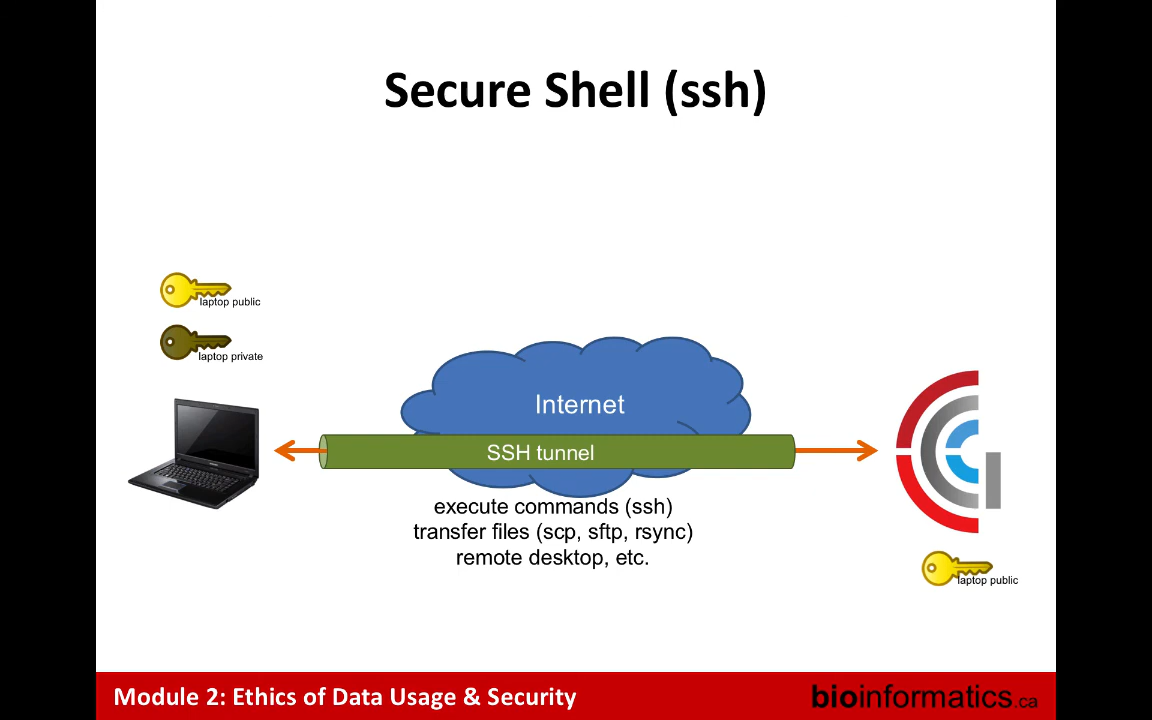 Secure Shell (ssh)
laptop public
laptop private
Internet
SSH tunnel
execute commands (ssh)
transfer files (scp, sftp, rsync)
remote desktop, etc.
laptop public
Module 2: Ethics of Data Usage & Security
bioinformatics.ca